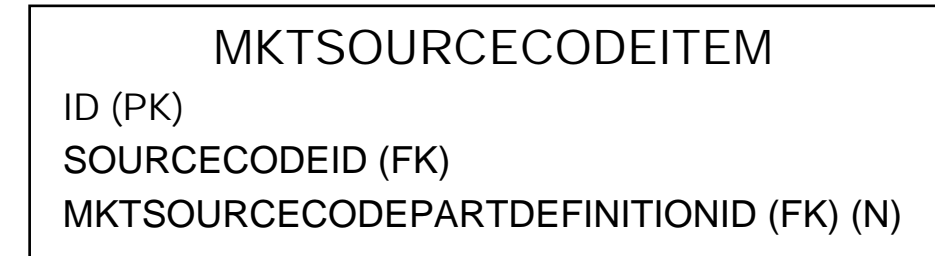 MKTSOURCECODEITEM
ID (PK)
SOURCECODEID (FK)
MKTSOURCECODEPARTDEFINITIONID (FK) (N)